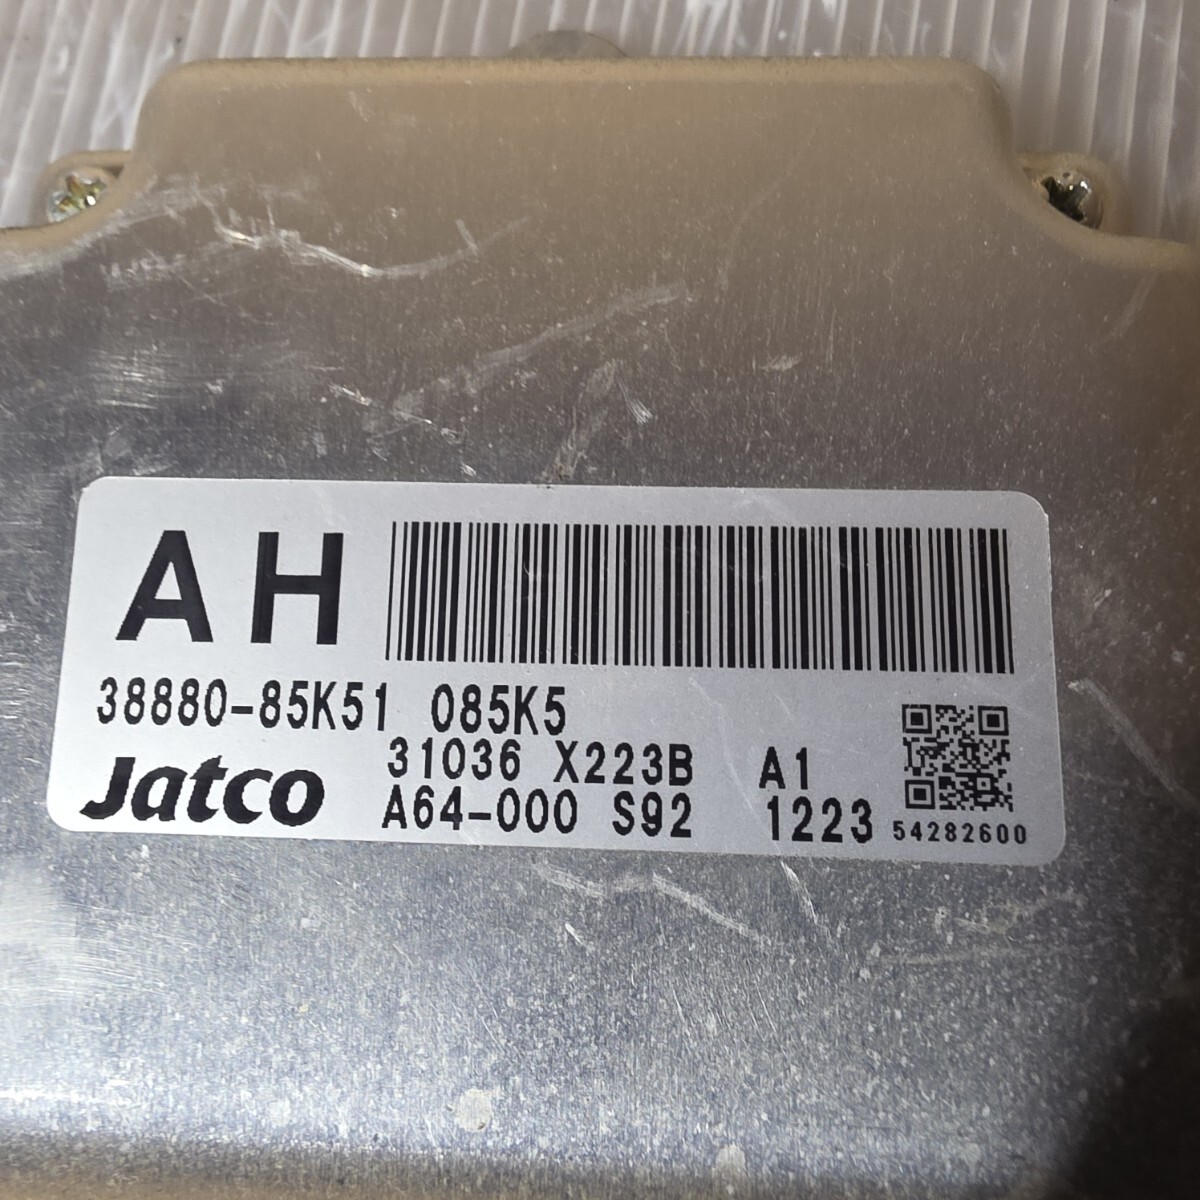 AH
38880-85K51 085K5
31036 X223B A1
Jatco A64-000 S92 1223 54282600